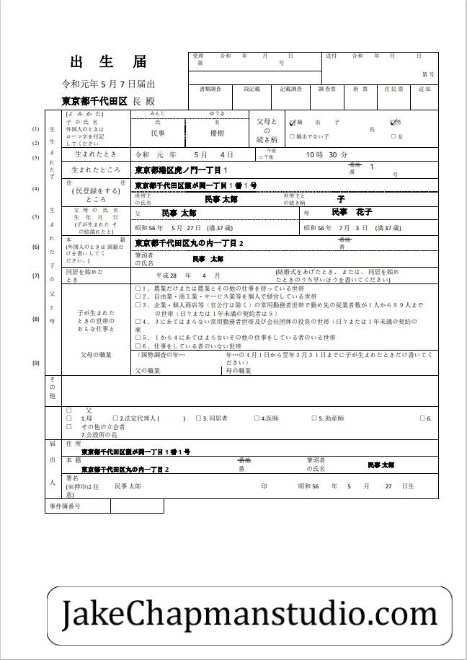 出 生 届
受理 令和 年 月 日
第 号
送付 令和 年 月 日
第 号
令和元年 5 月 7 日届出
書類調査 戸籍記載 記載調査 調査票 附 票 住民票 通 知
東京都千代田区 長 殿
(よ み か た)
みんじ ゆうき
(1)
子 の 氏 名
外国人のときは
ローマ字を付記
してください
氏 名
民事 優樹
父母と
の
続き柄
嫡 出 子
□ 嫡出でない子
長
男
□ 女
(2)
生まれたとき
令和 元 年 5 月 4 日
午前
□ 午後
10 時 30 分
(3)
生まれたところ
東京都港区虎ノ門一丁目 1
番地
番
1
号
(4)
住 所
(住民登録をする)
ところ
東京都千代田区霞が関一丁目 1 番 1 号
世帯主
の氏名
民事 太郎
世帯主と
の続き柄
子
(5)
父 母 の 氏 名
生 年 月 日
(子が生まれた そ
の頃新たと)
父 民事 太郎
母 民事 花子
昭和 56 年 5 月 27 日 (満 37 歳)
昭和 56 年 7 月 3 日 (満 37 歳)
(6)
本 籍
(外国人のときは 国籍だ
けを書いてく
ださい。)
東京都千代田区丸の内一丁目 2
番地
番
筆頭者
の氏名
民事 太郎
(7)
同居を始めた
とき
平成 28 年 4 月
(結婚式をあげたとき、または、同居を始め
たときのうち早いほうを書いてください)
(8)
子が生まれた
ときの世帯の
おもな仕事と
□ 1. 農業だけまたは農業とその他の仕事を持っている世帯
□ 2. 自由業・商工業・サービス業等を個人で経営している世帯
□ 3. 企業・個人商店等（官公庁は除く）の常用勤労者世帯で勤め先の従業者数が 1 人から 9 9 人まで
の世帯（日々または 1 年未満の契約者は 5）
□ 4. 3 にあてはまらない常用勤労者世帯及び会社団体の役員の世帯（日々または 1 年未満の契約の
雇
□ 5. 1 から 4 にあてはまらないその他の仕事をしている者のいる世帯
□ 6. 仕事をしている者のいない世帯
(9)
父母の職業
(国勢調査の年… 年…の 4 月 1 日から翌年 3 月 3 1 日までに子が生まれたときだけ書いてく
ださい）
父の職業 母の職業
生まれた子
生まれた子の父と母
その他
□ 父
□ 1.母 □ 2.法定代理人 ( ) □ 3. 同居者 □ 4.医師 □ 5. 助産師 □ 6.
□ その他の立会者
7.公設所の長
届出人
住 所
東京都千代田区霞が関一丁目 1 番 1 号
本 籍
東京都千代田区丸の内一丁目 2
番地
番
筆頭者
の氏名
民事 太郎
署名
(※押印は任
意)
民事 太郎 印 昭和 56 年 5 月 27 日生
事件簿番号
JakeChapmanstudio.com